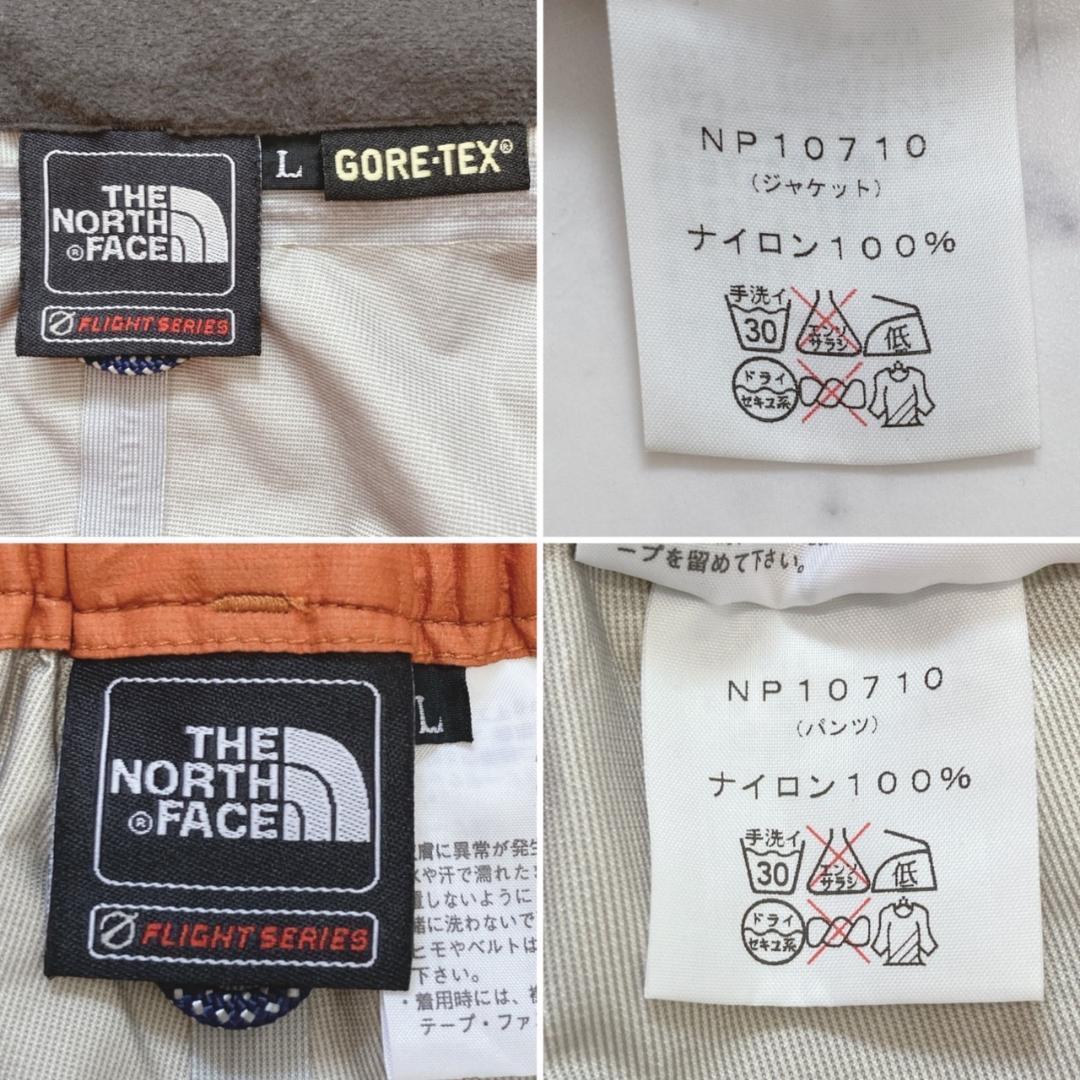 THE
NORTH
® FACE
FLIGHT SERIES
L
GORE-TEX®
NP10710
(ジャケット)
ナイロン100%
手洗イ
30
エンソ
サラシ
低
ドライ
セキユ系
THE
NORTH
® FACE
FLIGHT SERIES
L
膚に異常が発生
や汗で濡れた
しないように
緒に洗わないで
ヒモやベルトは
下さい。
・着用時には、
テープ・ファ
ープを留めて下さい。
NP10710
(パンツ)
ナイロン100%
手洗イ
30
エンソ
サラシ
低
ドライ
セキユ系